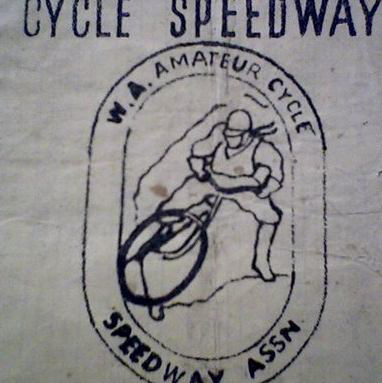 CYCLE SPEEDWAY
W.A. AMATEUR CYCLE
SPEEDWAY ASSN